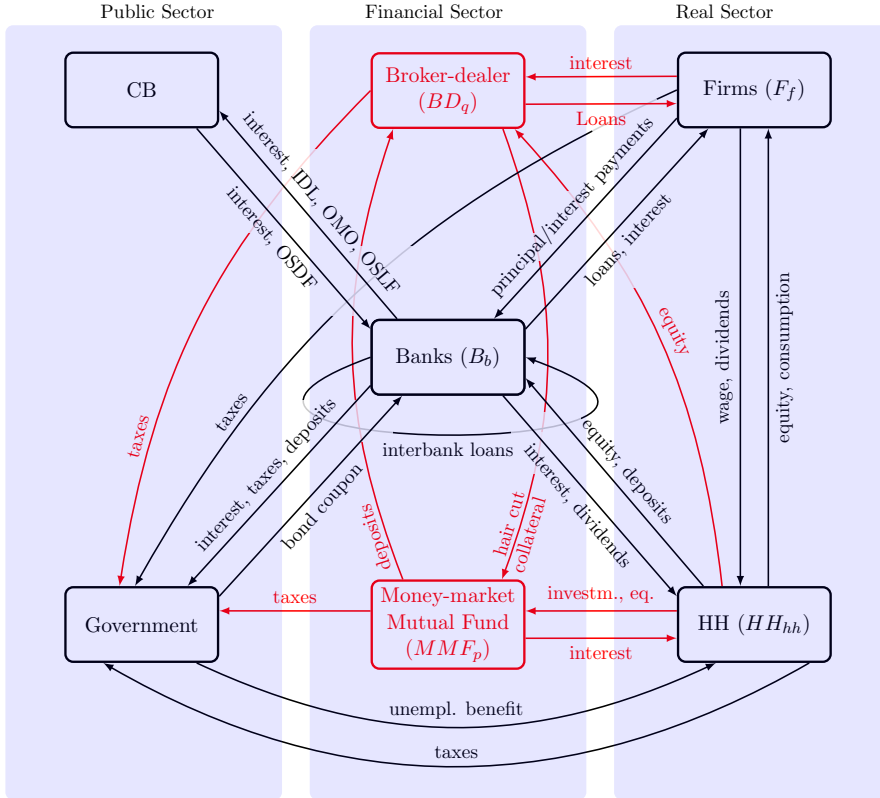 Public Sector
Financial Sector
Real Sector
CB
Broker-dealer
(BD_q)
Firms (F_f)
interest
Loans
interest, IDL, OMO, OSLF
interest, OSDF
principal/interest payments
loans, interest
Banks (B_b)
equity
wage, dividends
equity, consumption
taxes
taxes
interbank loans
interest, taxes, deposits
bond coupon
equity, deposits
interest, dividends
deposits
hair cut
collateral
Government
taxes
Money-market
Mutual Fund
(MMF_p)
investm., eq.
interest
HH (HH_hh)
unempl. benefit
taxes